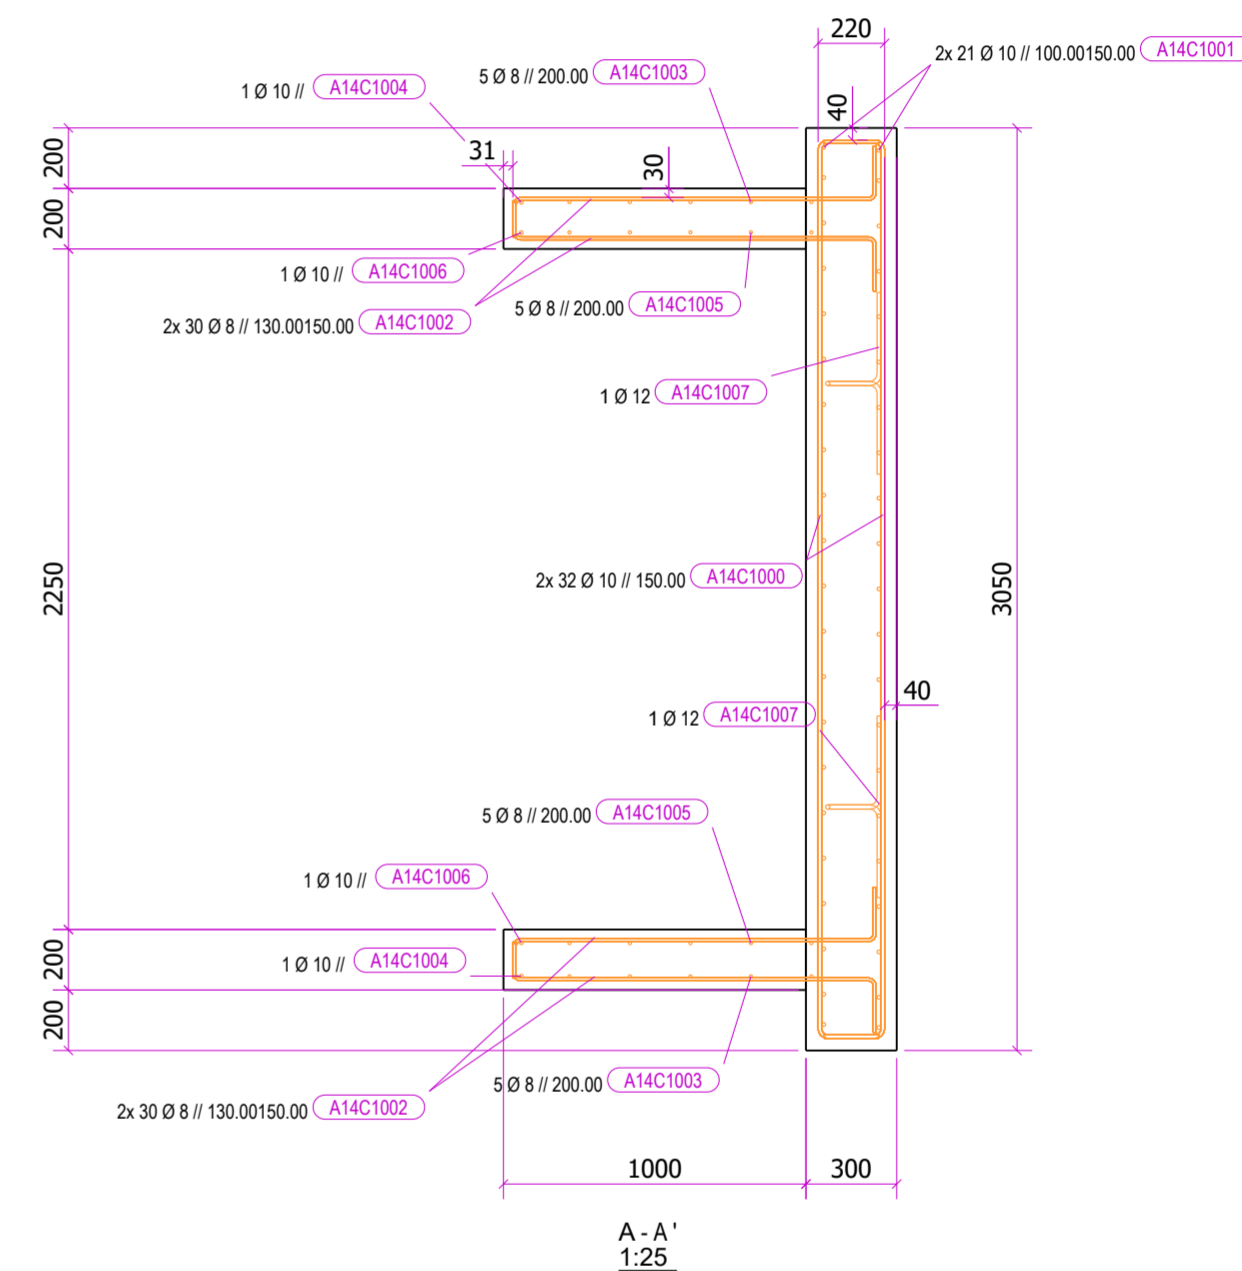 220
2x 21 Ø 10 // 100.00150.00 A14C1001
5 Ø 8 // 200.00 A14C1003
1 Ø 10 // A14C1004
40
31
30
200
200
1 Ø 10 // A14C1006
5 Ø 8 // 200.00 A14C1005
2x 30 Ø 8 // 130.00150.00 A14C1002
1 Ø 12 A14C1007
2250
2x 32 Ø 10 // 150.00 A14C1000
3050
40
1 Ø 12 A14C1007
5 Ø 8 // 200.00 A14C1005
1 Ø 10 // A14C1006
1 Ø 10 // A14C1004
200
200
5 Ø 8 // 200.00 A14C1003
2x 30 Ø 8 // 130.00150.00 A14C1002
1000
300
A - A '
1:25